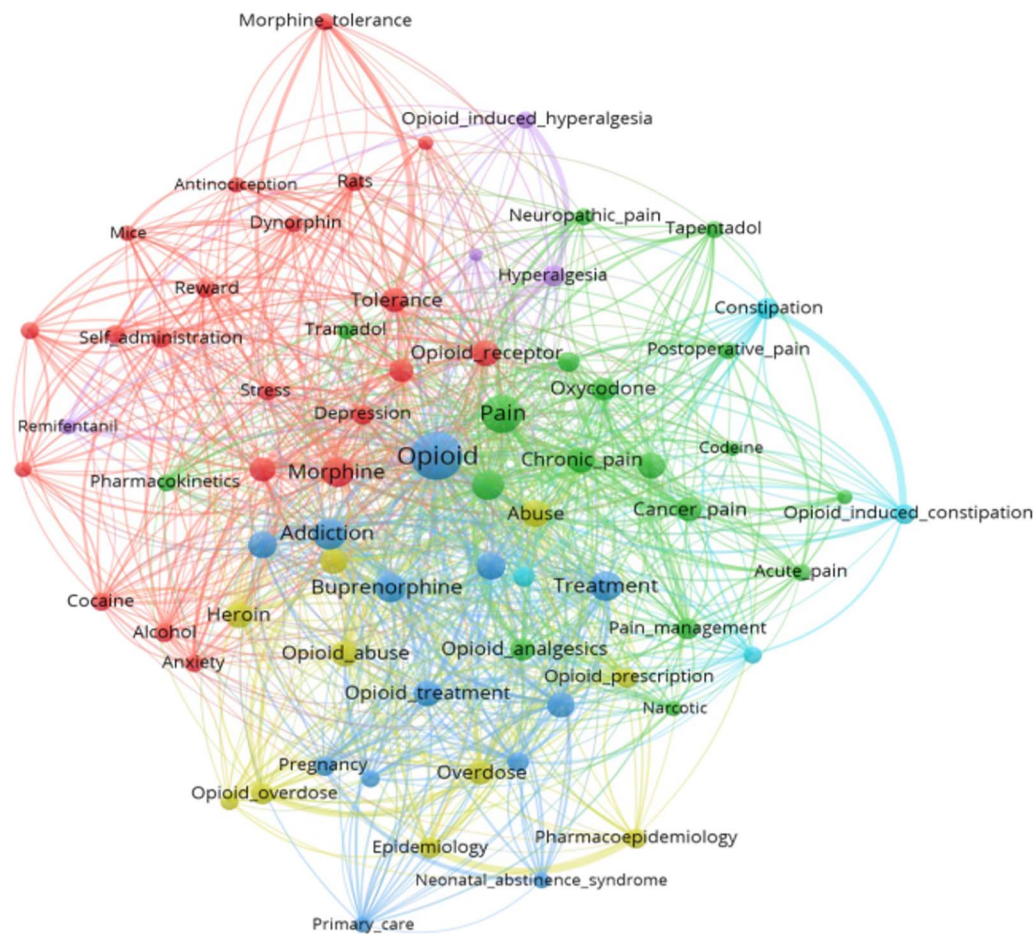 Morphine_tolerance
Opioid_induced_hyperalgesia
Antinociception
Rats
Neuropathic_pain
Dynorphin
Tapentadol
Mice
Hyperalgesia
Reward
Tolerance
Constipation
Tramadol
Self_administration
Postoperative_pain
Opioid_receptor
Stress
Oxycodone
Depression
Pain
Remifentanil
Codeine
Opioid
Chronic_pain
Morphine
Pharmacokinetics
Cancer_pain
Opioid_induced_constipation
Abuse
Addiction
Acute_pain
Buprenorphine
Treatment
Cocaine
Heroin
Alcohol
Pain_management
Opioid_abuse
Opioid_analgesics
Anxiety
Opioid_prescription
Opioid_treatment
Narcotic
Pregnancy
Overdose
Opioid_overdose
Pharmacoepidemiology
Epidemiology
Neonatal_abstinence_syndrome
Primary_care